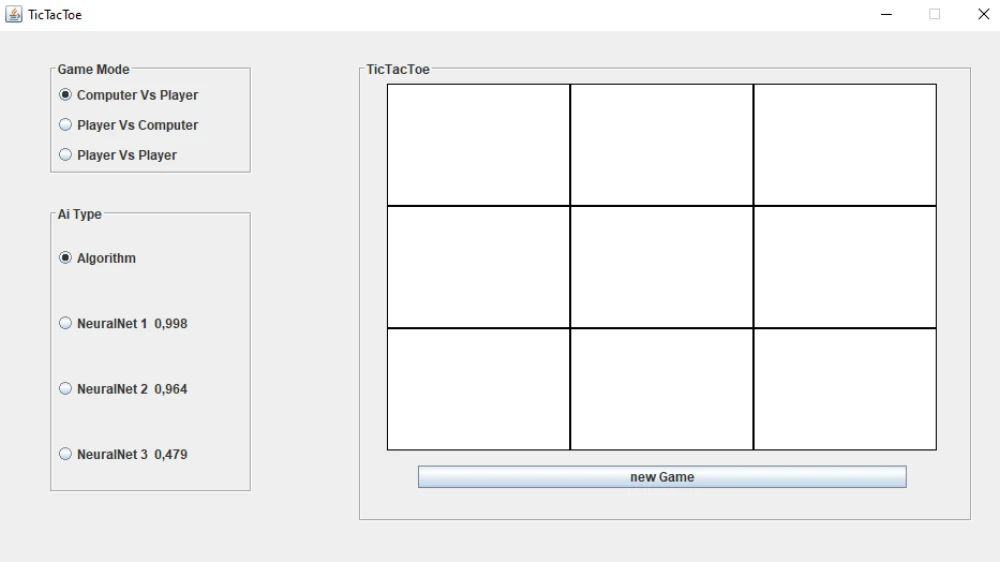 TicTacToe
Game Mode
Computer Vs Player
Player Vs Computer
Player Vs Player
Ai Type
Algorithm
NeuralNet 1 0,998
NeuralNet 2 0,964
NeuralNet 3 0,479
TicTacToe
new Game